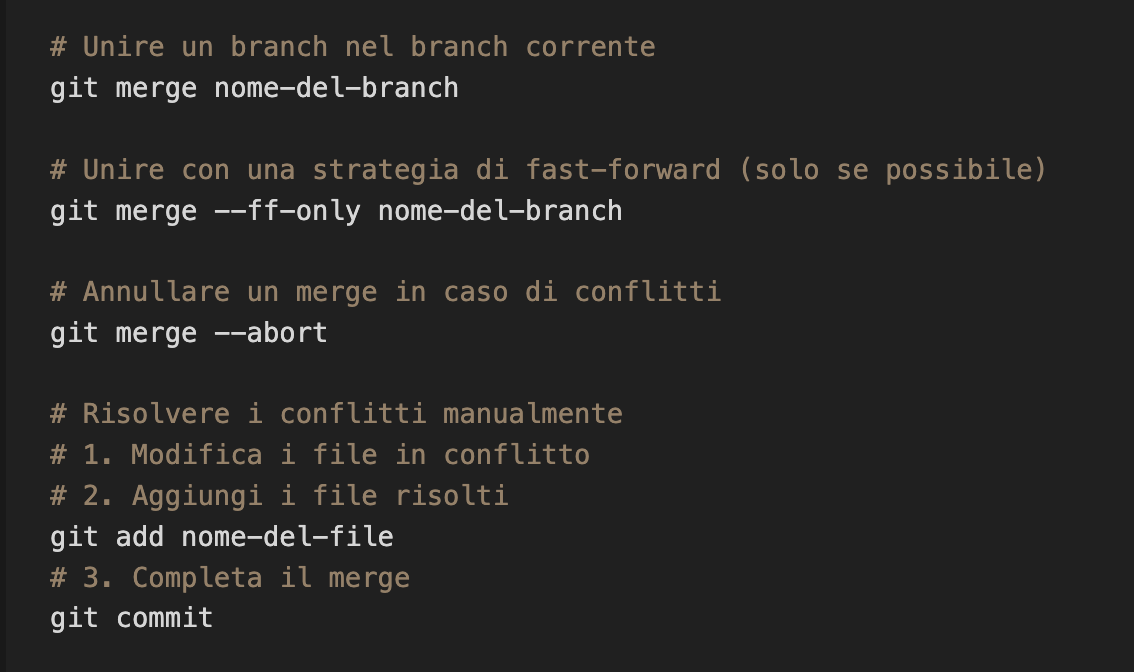 # Unire un branch nel branch corrente
git merge nome-del-branch
# Unire con una strategia di fast-forward (solo se possibile)
git merge --ff-only nome-del-branch
# Annullare un merge in caso di conflitti
git merge --abort
# Risolvere i conflitti manualmente
# 1. Modifica i file in conflitto
# 2. Aggiungi i file risolti
git add nome-del-file
# 3. Completa il merge
git commit